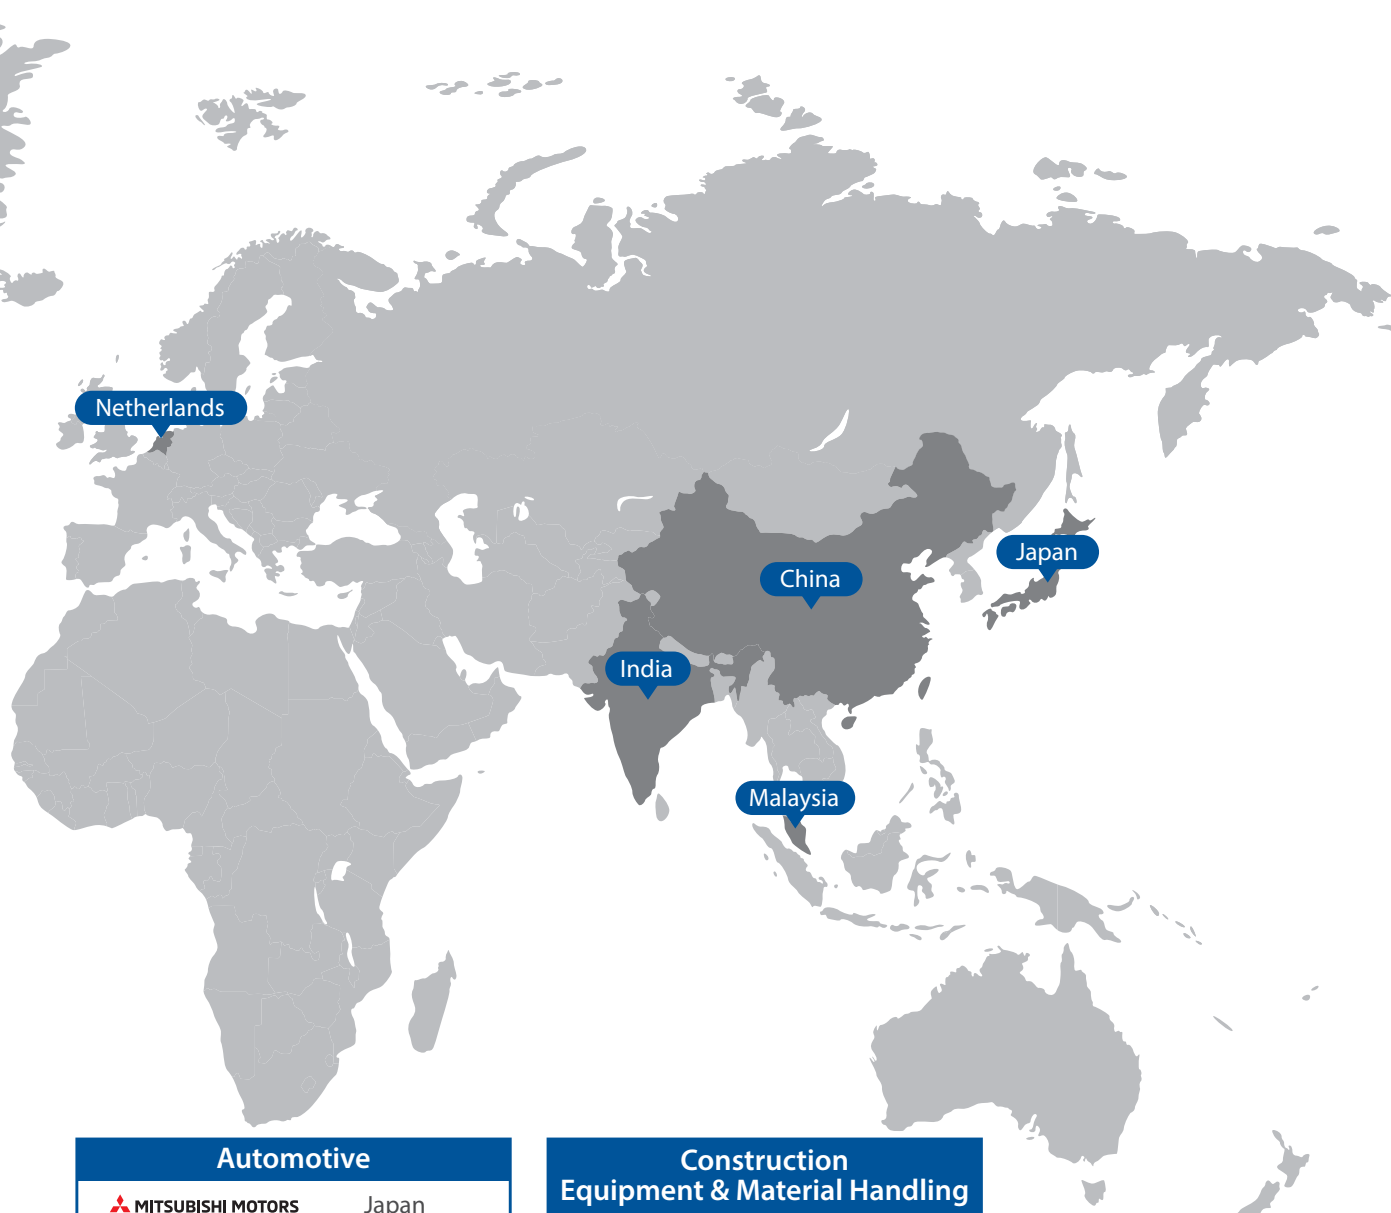 Netherlands
Japan
China
India
Malaysia
Automotive
MITSUBISHI MOTORS Japan
Construction
Equipment & Material Handling